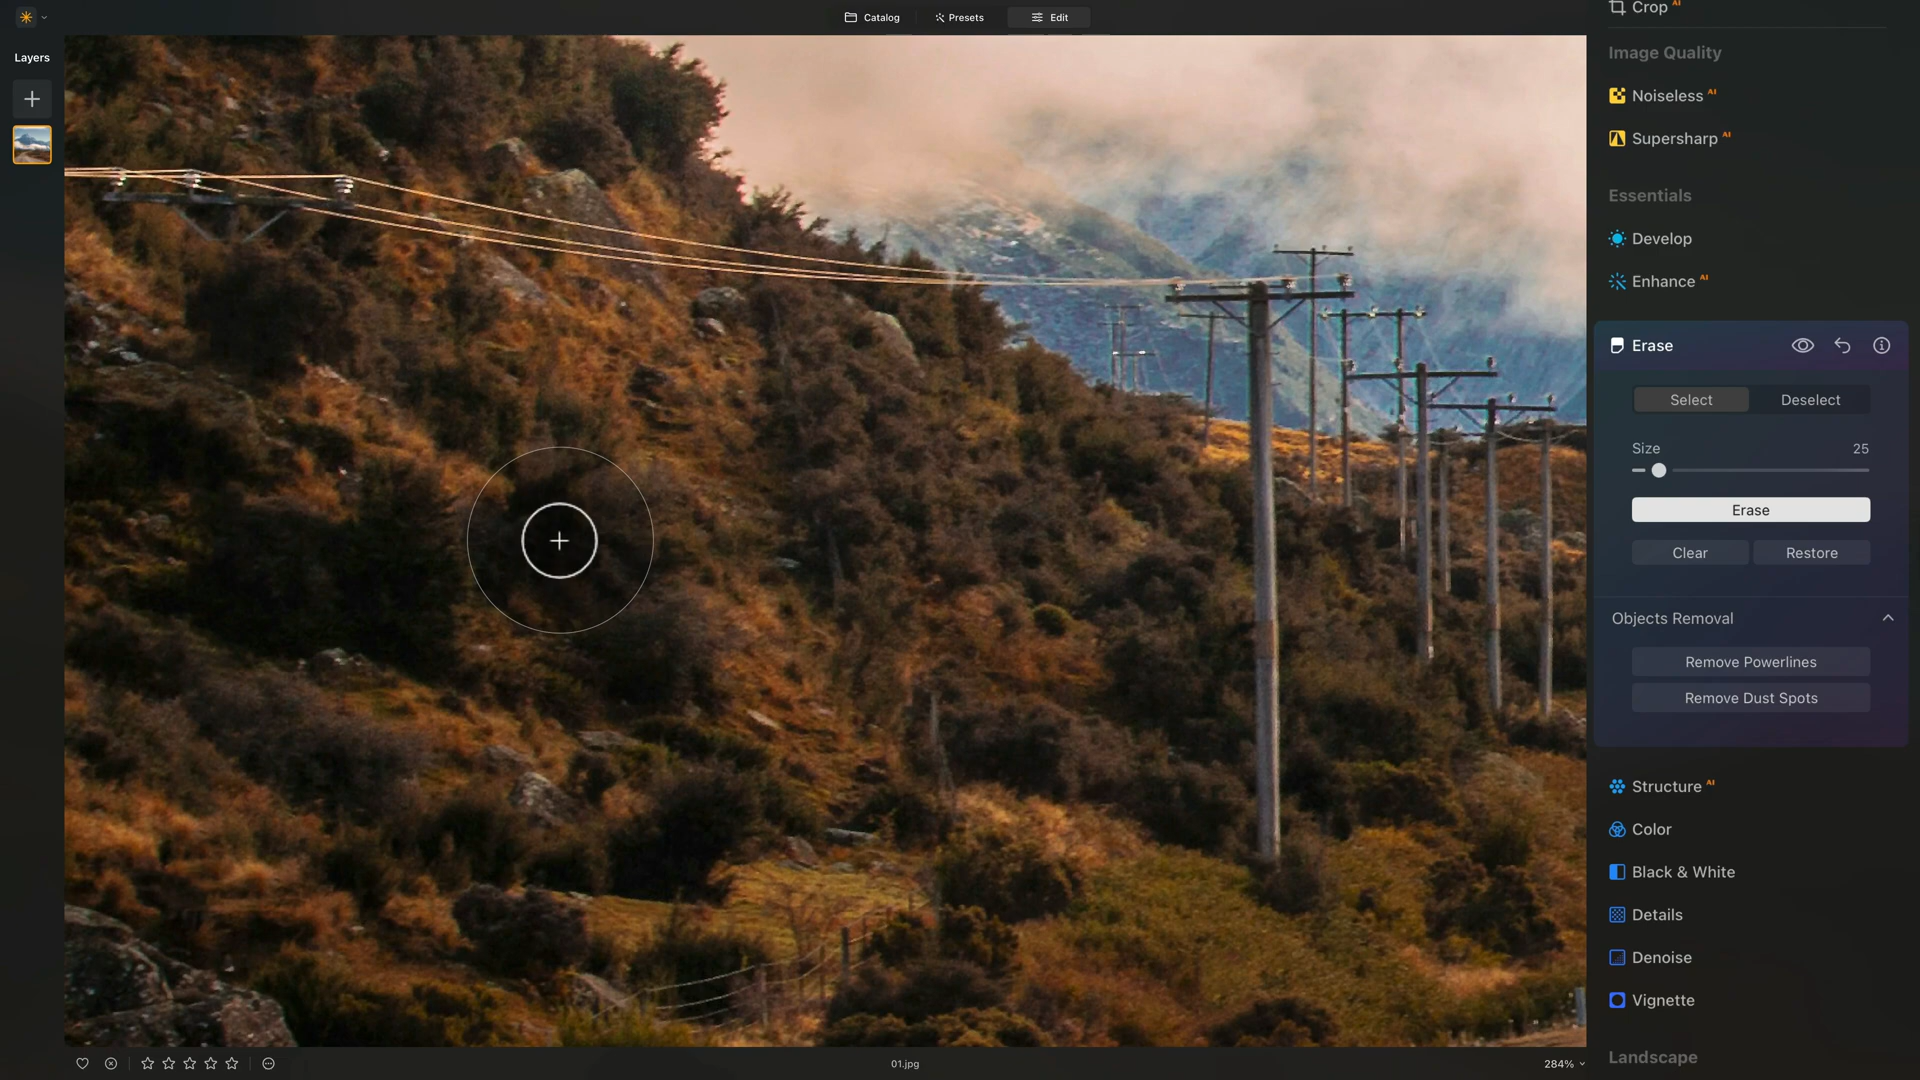 Catalog
Presets
Edit
Layers
Crop AI
Image Quality
Noiseless AI
Supersharp AI
Essentials
Develop
Enhance AI
Erase
Select
Deselect
Size
25
Erase
Clear
Restore
Objects Removal
Remove Powerlines
Remove Dust Spots
Structure AI
Color
Black & White
Details
Denoise
Vignette
Landscape
01.jpg
284%